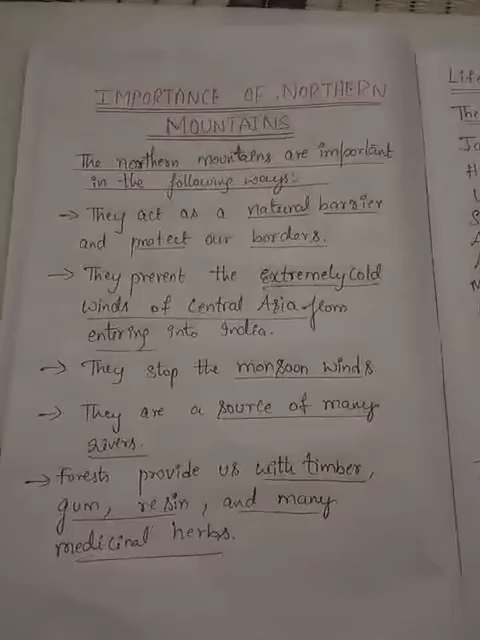 IMPORTANCE OF NORTHERN
MOUNTAINS
The northern mountains are important
in the following ways:
→ They act as a natural barrier
and protect our borders.
→ They prevent the extremely cold
winds of Central Asia from
entering into India.
→ They stop the monsoon winds
→ They are a source of many
rivers.
→ forests provide us with timber,
gum, resin, and many
medicinal herbs.
The